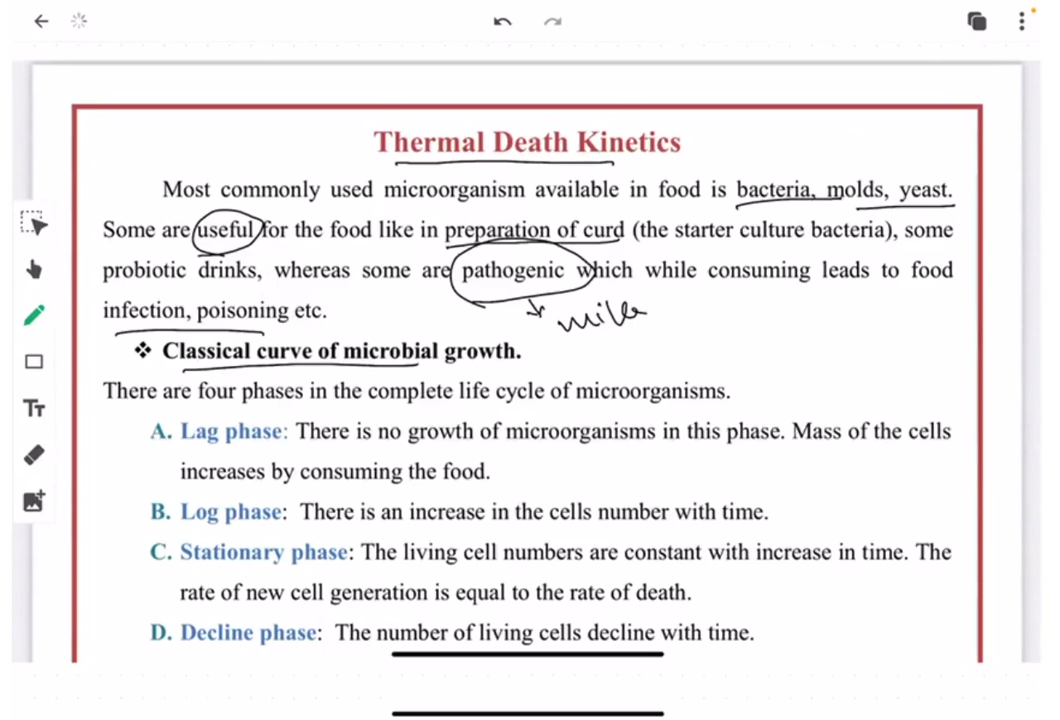 Thermal Death Kinetics
Most commonly used microorganism available in food is bacteria, molds, yeast.
Some are useful for the food like in preparation of curd (the starter culture bacteria), some
probiotic drinks, whereas some are pathogenic which while consuming leads to food
infection, poisoning etc.
milk
❖ Classical curve of microbial growth.
There are four phases in the complete life cycle of microorganisms.
A. Lag phase: There is no growth of microorganisms in this phase. Mass of the cells
increases by consuming the food.
B. Log phase: There is an increase in the cells number with time.
C. Stationary phase: The living cell numbers are constant with increase in time. The
rate of new cell generation is equal to the rate of death.
D. Decline phase: The number of living cells decline with time.
TT